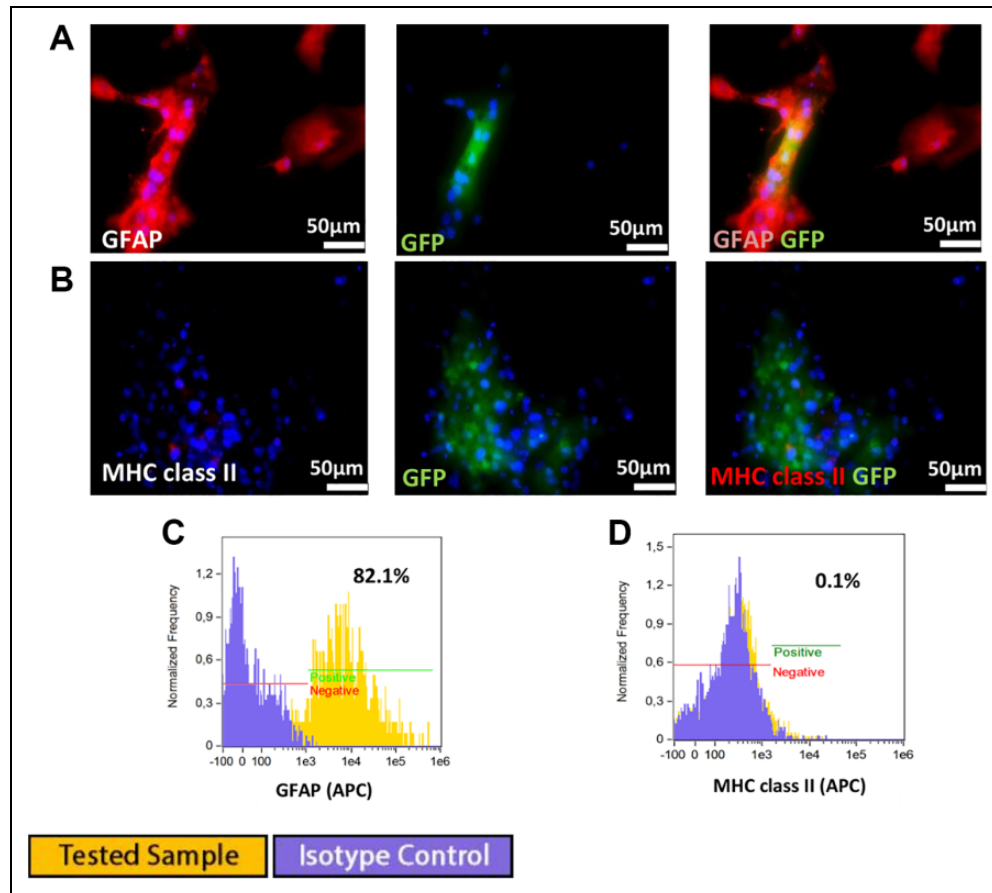 A
GFAP
50µm
GFP
50µm
GFAP GFP
50µm
B
MHC class II
50µm
GFP
50µm
MHC class II GFP
50µm
C
Normalized Frequency
1,2
0,9
0,6
0,3
0
82.1%
Positive
Negative
-100 0 100 1e3 1e4 1e5 1e6
GFAP (APC)
D
Normalized Frequency
1,5
1,2
0,9
0,6
0,3
0
0.1%
Positive
Negative
-100 0 100 1e3 1e4 1e5 1e6
MHC class II (APC)
Tested Sample
Isotype Control